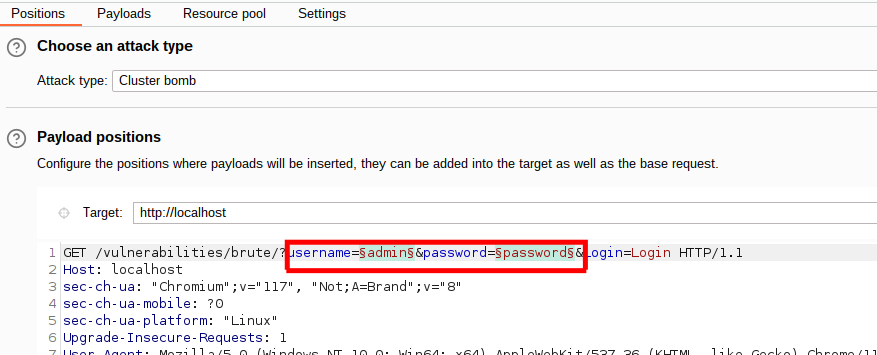 Positions Payloads Resource pool Settings
? Choose an attack type
Attack type: Cluster bomb
? Payload positions
Configure the positions where payloads will be inserted, they can be added into the target as well as the base request.
Target: http://localhost
1 GET /vulnerabilities/brute/?username=§admin§&password=§password§&Login=Login HTTP/1.1
2 Host: localhost
3 sec-ch-ua: "Chromium";v="117", "Not;A=Brand";v="8"
4 sec-ch-ua-mobile: ?0
5 sec-ch-ua-platform: "Linux"
6 Upgrade-Insecure-Requests: 1
7 User-Agent: Mozilla/5.0 (Windows NT 10.0; Win64; x64) AppleWebKit/537.36 (KHTML, like Gecko) Chrome/11